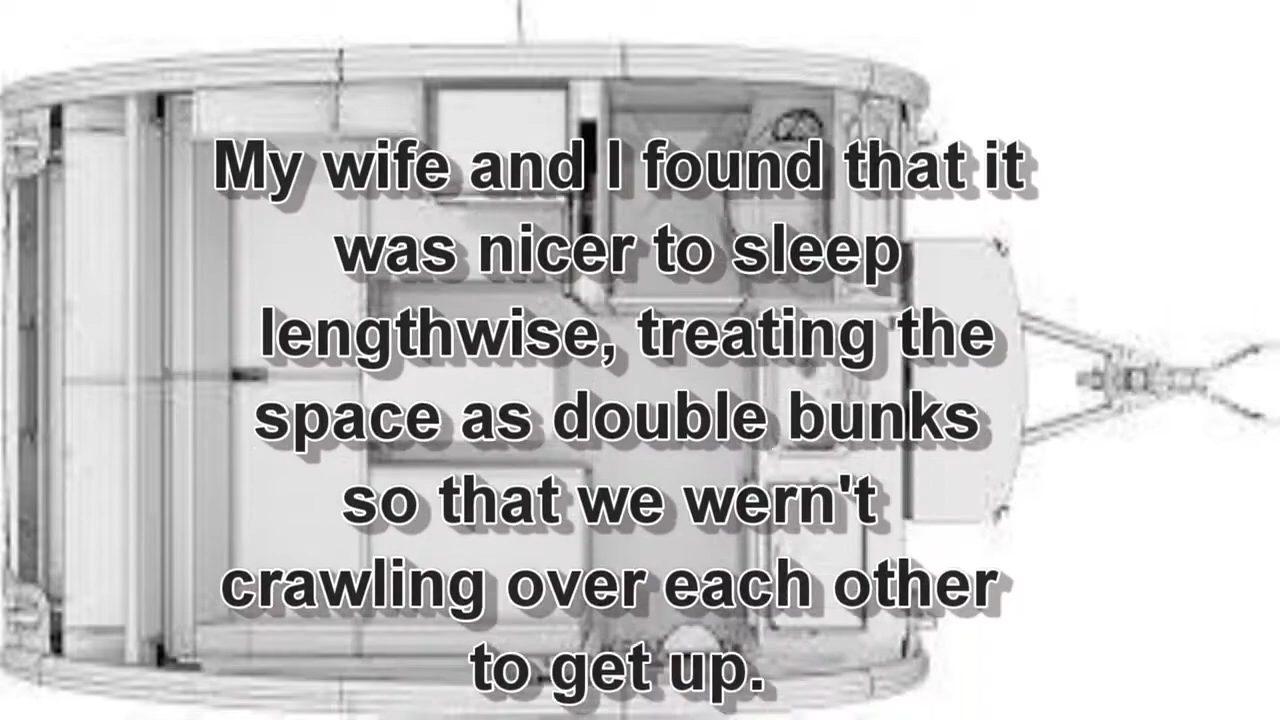 My wife and I found that it
was nicer to sleep
lengthwise, treating the
space as double bunks
so that we wern't
crawling over each other
to get up.